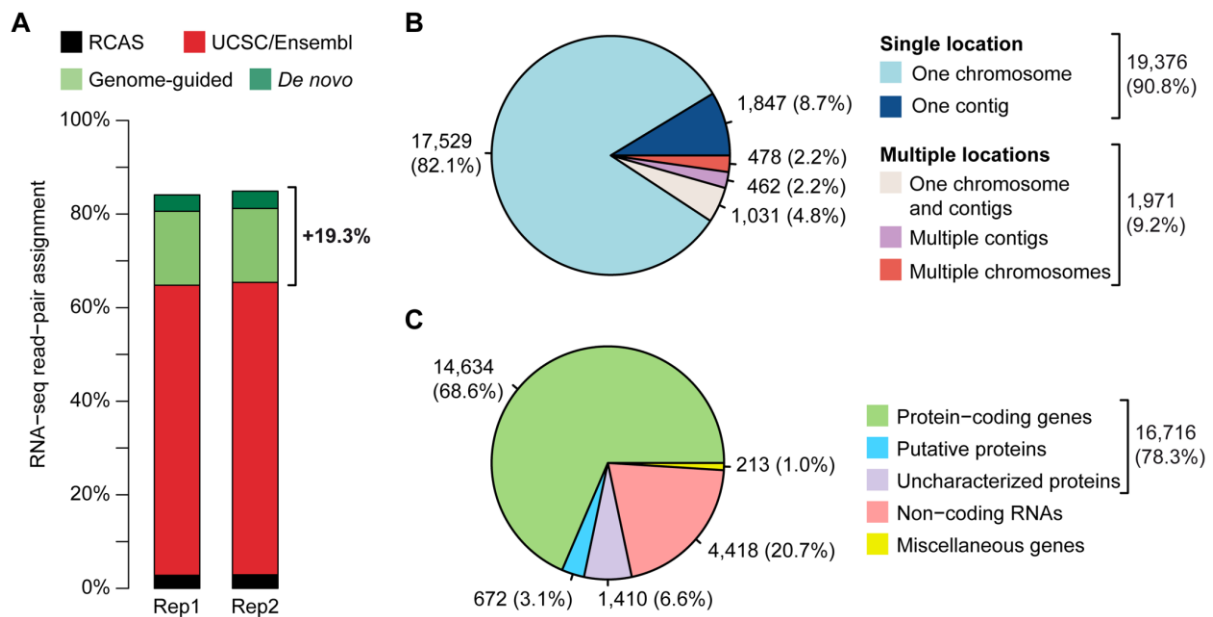 A
RCAS
UCSC/Ensembl
Genome-guided
De novo
100%
80%
60%
40%
20%
0%
RNA-seq read-pair assignment
+19.3%
Rep1
Rep2
B
17,529
(82.1%)
1,847 (8.7%)
478 (2.2%)
462 (2.2%)
1,031 (4.8%)
Single location
One chromosome
One contig
19,376
(90.8%)
Multiple locations
One chromosome
and contigs
Multiple contigs
Multiple chromosomes
1,971
(9.2%)
C
14,634
(68.6%)
213 (1.0%)
4,418 (20.7%)
672 (3.1%)
1,410 (6.6%)
Protein-coding genes
Putative proteins
Uncharacterized proteins
Non-coding RNAs
Miscellaneous genes
16,716
(78.3%)